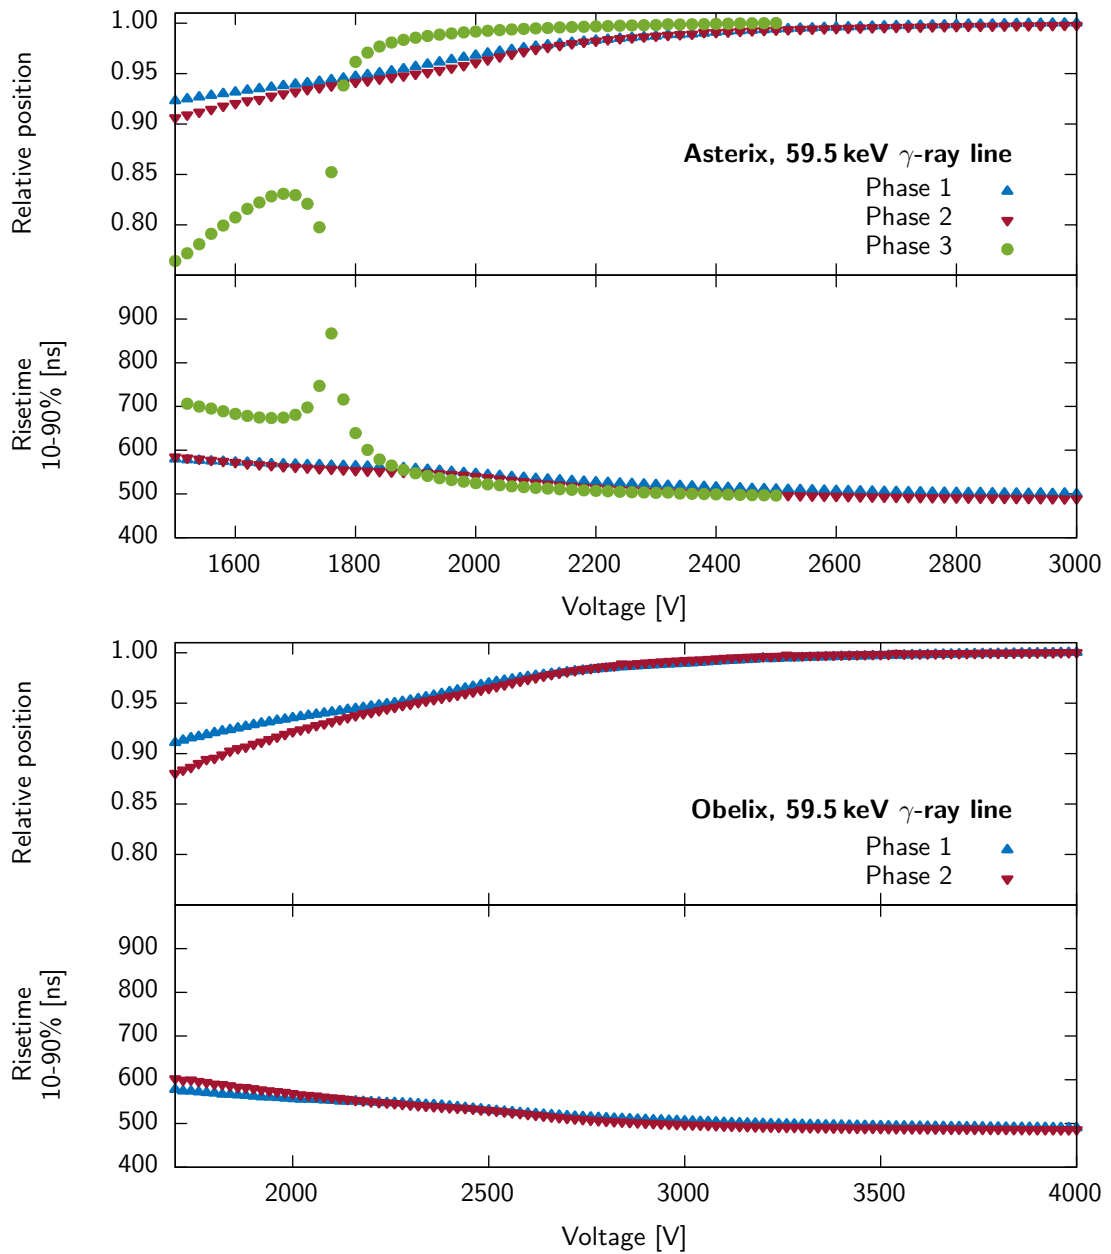 1.00
0.95
0.90
0.85
0.80
Relative position
Asterix, 59.5 keV γ-ray line
Phase 1
Phase 2
Phase 3
900
800
700
600
500
400
Risetime
10-90% [ns]
1600 1800 2000 2200 2400 2600 2800 3000
Voltage [V]
1.00
0.95
0.90
0.85
0.80
Relative position
Obelix, 59.5 keV γ-ray line
Phase 1
Phase 2
900
800
700
600
500
400
Risetime
10-90% [ns]
2000 2500 3000 3500 4000
Voltage [V]